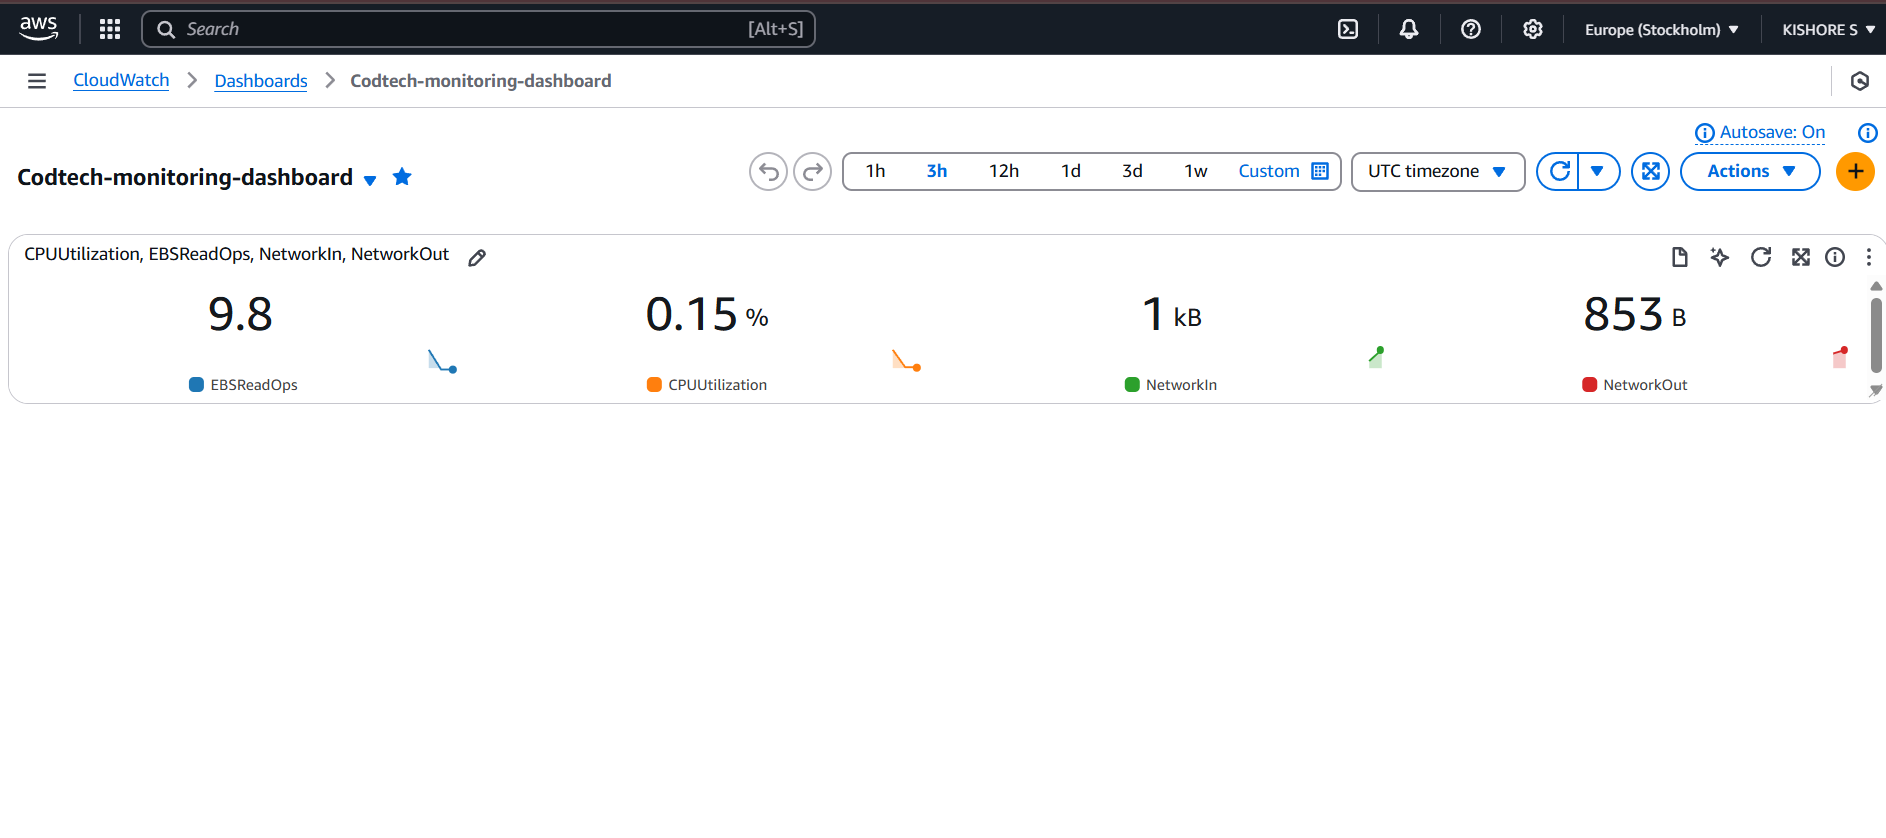 aws Search [Alt+S] Europe (Stockholm) KISHORE S
CloudWatch Dashboards Codtech-monitoring-dashboard
Autosave: On
Codtech-monitoring-dashboard 1h 3h 12h 1d 3d 1w Custom UTC timezone Actions
CPUUtilization, EBSReadOps, NetworkIn, NetworkOut
9.8 0.15 % 1 kB 853 B
EBSReadOps CPUUtilization NetworkIn NetworkOut